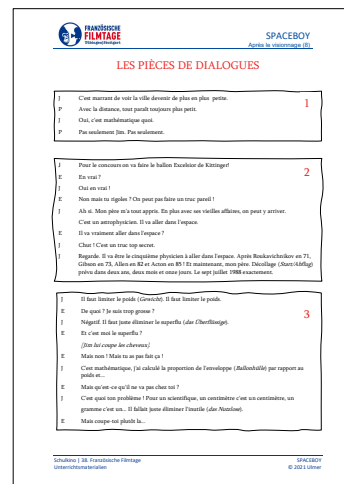 FRANZÖSISCHE
FILMTAGE
Tübingen|Stuttgart
SPACEBOY
Après le visionnage (8)
LES PIÈCES DE DIALOGUES
1
J C'est marrant de voir la ville devenir de plus en plus petite.
P Avec la distance, tout paraît toujours plus petit.
J Oui, c'est mathématique quoi.
P Pas seulement Jim. Pas seulement.
2
J Pour le concours on va faire le ballon Excelsior de Kittinger!
E En vrai ?
J Oui en vrai !
E Non mais tu rigoles ? On peut pas faire un truc pareil !
J Ah si. Mon père m'a tout appris. En plus avec ses vieilles affaires, on peut y arriver.
C'est un astrophysicien. Il va aller dans l'espace.
E Il va vraiment aller dans l'espace ?
J Chut ! C'est un truc top secret.
J Regarde. Il va être le cinquième physicien à aller dans l'espace. Après Roukavichnikov en 71,
Gibson en 73, Allen en 82 et Acton en 85 ! Et maintenant, mon père. Décollage (Start/Abflug)
prévu dans deux ans, deux mois et onze jours. Le sept juillet 1988 exactement.
3
J Il faut limiter le poids (Gewicht). Il faut limiter le poids.
E De quoi ? Je suis trop grosse ?
J Négatif. Il faut juste éliminer le superflu (das Überflüssige).
E Et c'est moi le superflu ?
[Jim lui coupe les cheveux]
E Mais non ! Mais tu as pas fait ça !
J C'est mathématique, j'ai calculé la proportion de l'enveloppe (Ballonhülle) par rapport au
poids et...
E Mais qu'est-ce qu'il ne va pas chez toi ?
J C'est quoi ton problème ! Pour un scientifique, un centimètre c'est un centimètre, un
gramme c'est un... Il fallait juste éliminer l'inutile (das Nutzlose).
E Mais coupe-toi plutôt la...
Schulkino | 38. Französische Filmtage
Unterrichtsmaterialien
SPACEBOY
© 2021 Ulmer